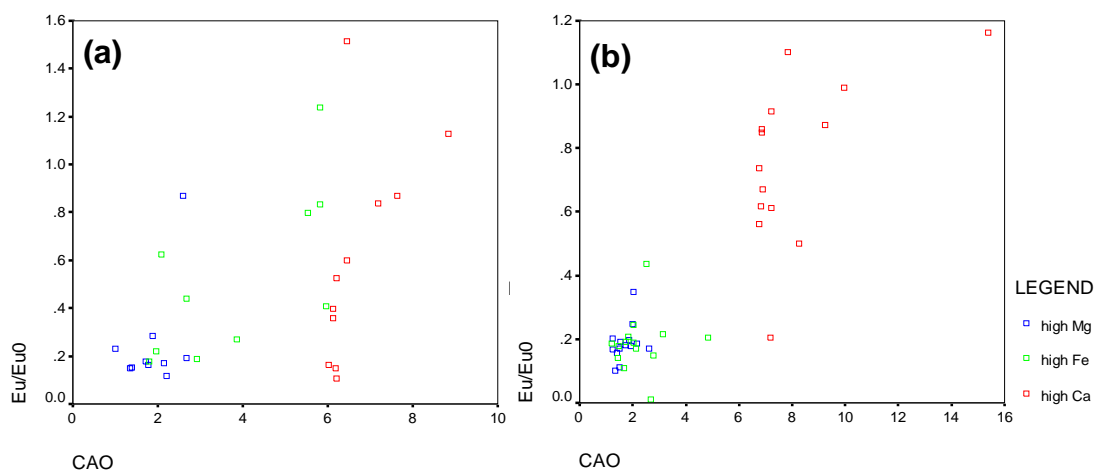 (a)
1.6
1.4
1.2
1.0
.8
.6
.4
.2
0.0
Eu/Eu0
0 2 4 6 8 10
CAO
(b)
1.2
1.0
.8
.6
.4
.2
0.0
Eu/Eu0
0 2 4 6 8 10 12 14 16
CAO
LEGEND
high Mg
high Fe
high Ca